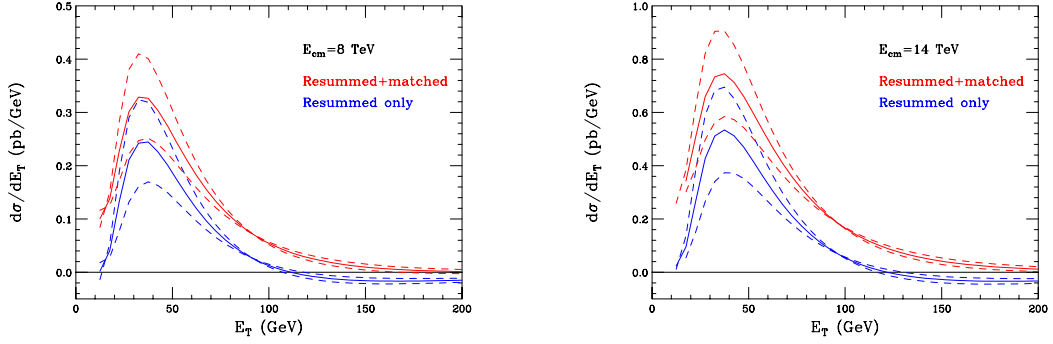 0.5
0.4
0.3
0.2
0.1
0.0
dσ/dE_T (pb/GeV)
E_cm=8 TeV
Resummed+matched
Resummed only
0 50 100 150 200
E_T (GeV)
1.0
0.8
0.6
0.4
0.2
0.0
dσ/dE_T (pb/GeV)
E_cm=14 TeV
Resummed+matched
Resummed only
0 50 100 150 200
E_T (GeV)